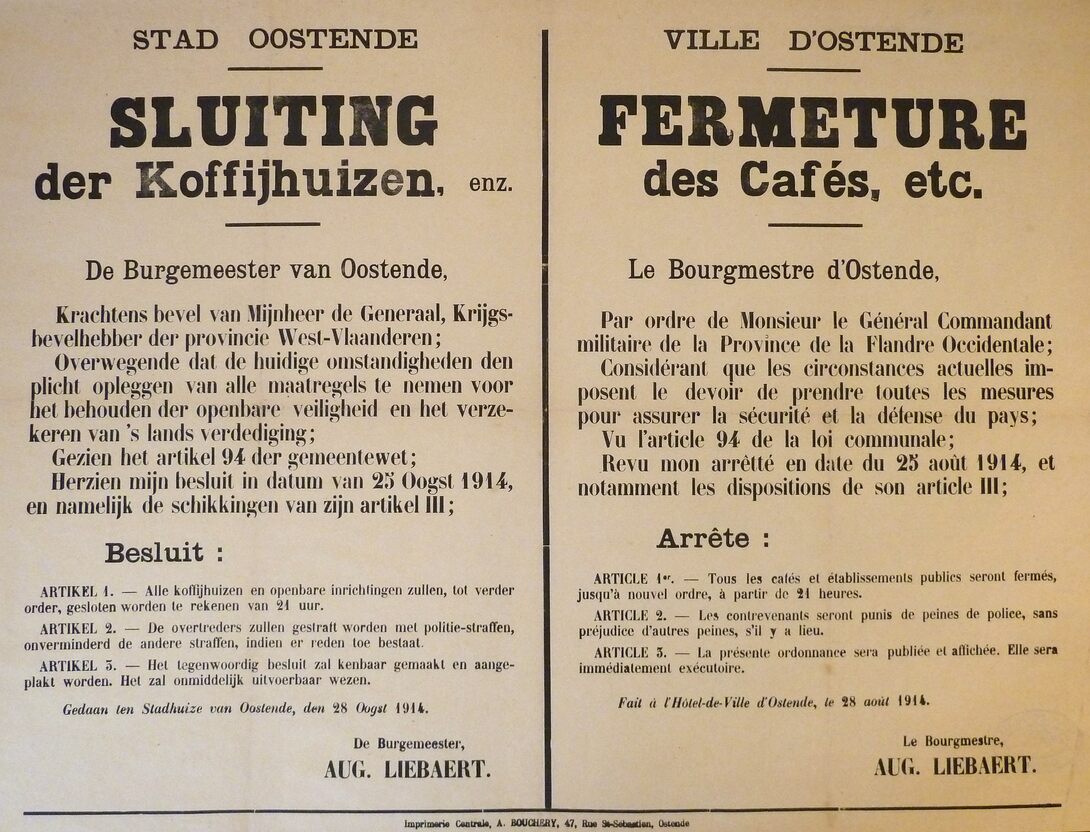 STAD OOSTENDE
SLUITING
der Koffijhuizen, enz.
De Burgemeester van Oostende,
Krachtens bevel van Mijnheer de Generaal, Krijgs-
bevelhebber der provincie West-Vlaanderen;
Overwegende dat de huidige omstandigheden den
plicht opleggen van alle maatregels te nemen voor
het behouden der openbare veiligheid en het verze-
keren van 's lands verdediging;
Gezien het artikel 94 der gemeentewet;
Herzien mijn besluit in datum van 25 Oogst 1914,
en namelijk de schikkingen van zijn artikel III;
Besluit :
ARTIKEL 1. — Alle koffijhuizen en openbare inrichtingen zullen, tot verder
order, gesloten worden te rekenen van 21 uur.
ARTIKEL 2. — De overtreders zullen gestraft worden met politie-straffen,
onverminderd de andere straffen, indien er reden toe bestaat.
ARTIKEL 3. — Het tegenwoordig besluit zal kenbaar gemaakt en aange-
plakt worden. Het zal onmiddelijk uitvoerbaar wezen.
Gedaan ten Stadhuize van Oostende, den 28 Oogst 1914.
De Burgemeester,
AUG. LIEBAERT.
VILLE D'OSTENDE
FERMETURE
des Cafés, etc.
Le Bourgmestre d'Ostende,
Par ordre de Monsieur le Général Commandant
militaire de la Province de la Flandre Occidentale;
Considérant que les circonstances actuelles im-
posent le devoir de prendre toutes les mesures
pour assurer la sécurité et la défense du pays;
Vu l'article 94 de la loi communale;
Revu mon arrêtté en date du 25 août 1914, et
notamment les dispositions de son article III;
Arrête :
ARTICLE 1er. — Tous les cafés et établissements publics seront fermés,
jusqu'à nouvel ordre, à partir de 21 heures.
ARTICLE 2. — Les contrevenants seront punis de peines de police, sans
préjudice d'autres peines, s'il y a lieu.
ARTICLE 3. — La présente ordonnance sera publiée et affichée. Elle sera
immédiatement exécutoire.
Fait à l'Hôtel-de-Ville d'Ostende, le 28 août 1914.
Le Bourgmestre,
AUG. LIEBAERT.
Imprimerie Centrale, A. BOUCHERY, 47, Rue St-Sébastien, Ostende